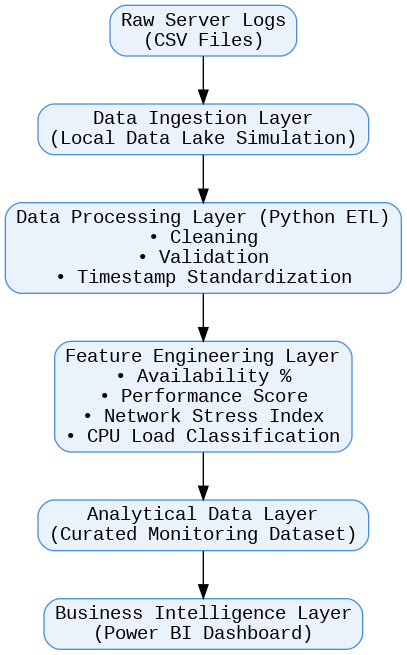 Raw Server Logs
(CSV Files)
Data Ingestion Layer
(Local Data Lake Simulation)
Data Processing Layer (Python ETL)
• Cleaning
• Validation
• Timestamp Standardization
Feature Engineering Layer
• Availability %
• Performance Score
• Network Stress Index
• CPU Load Classification
Analytical Data Layer
(Curated Monitoring Dataset)
Business Intelligence Layer
(Power BI Dashboard)